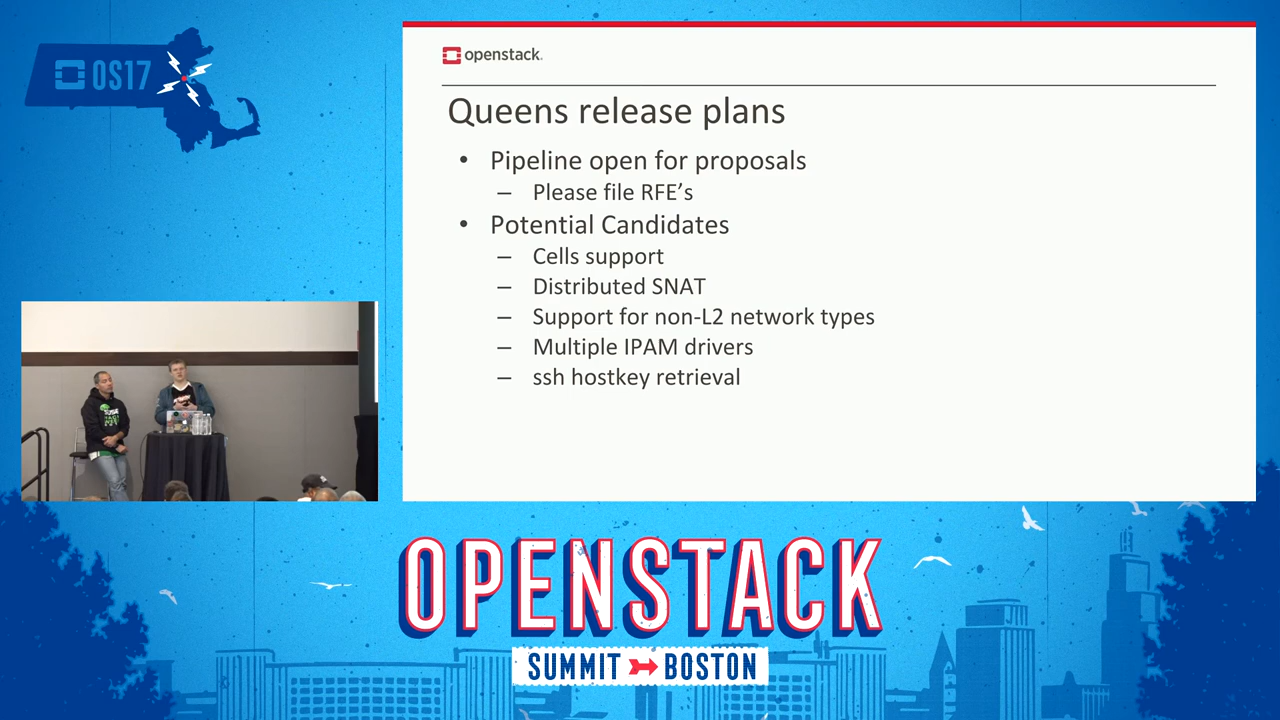 OS17
openstack.
Queens release plans
• Pipeline open for proposals
– Please file RFE's
• Potential Candidates
– Cells support
– Distributed SNAT
– Support for non-L2 network types
– Multiple IPAM drivers
– ssh hostkey retrieval
OPENSTACK
SUMMIT BOSTON